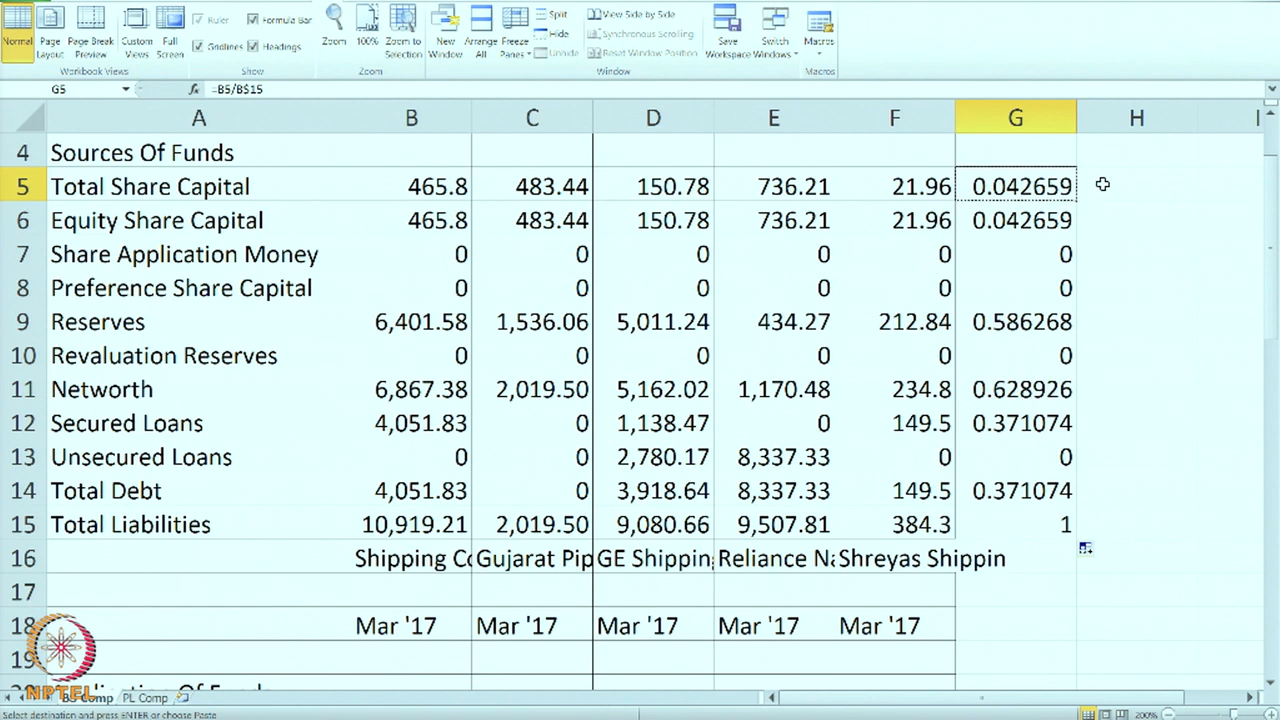 Normal Page Layout Page Break Preview Custom Views Full Screen Ruler Formula Bar Gridlines Headings Zoom 100% Zoom to Selection New Window Arrange All Freeze Panes Split Hide Unhide View Side by Side Synchronous Scrolling Reset Window Position Save Workspace Switch Windows Macros
Workbook Views Show Zoom Window Macros
G5 fx =B5/B$15
A B C D E F G H I
4 Sources Of Funds
5 Total Share Capital 465.8 483.44 150.78 736.21 21.96 0.042659
6 Equity Share Capital 465.8 483.44 150.78 736.21 21.96 0.042659
7 Share Application Money 0 0 0 0 0 0
8 Preference Share Capital 0 0 0 0 0 0
9 Reserves 6,401.58 1,536.06 5,011.24 434.27 212.84 0.586268
10 Revaluation Reserves 0 0 0 0 0 0
11 Networth 6,867.38 2,019.50 5,162.02 1,170.48 234.8 0.628926
12 Secured Loans 4,051.83 0 1,138.47 0 149.5 0.371074
13 Unsecured Loans 0 0 2,780.17 8,337.33 0 0
14 Total Debt 4,051.83 0 3,918.64 8,337.33 149.5 0.371074
15 Total Liabilities 10,919.21 2,019.50 9,080.66 9,507.81 384.3 1
16 Shipping Co Gujarat Pip GE Shipping Reliance Na Shreyas Shippin
17
18 Mar '17 Mar '17 Mar '17 Mar '17 Mar '17
19
NPTEL Comp PL Comp
Select destination and press ENTER or choose Paste 200%